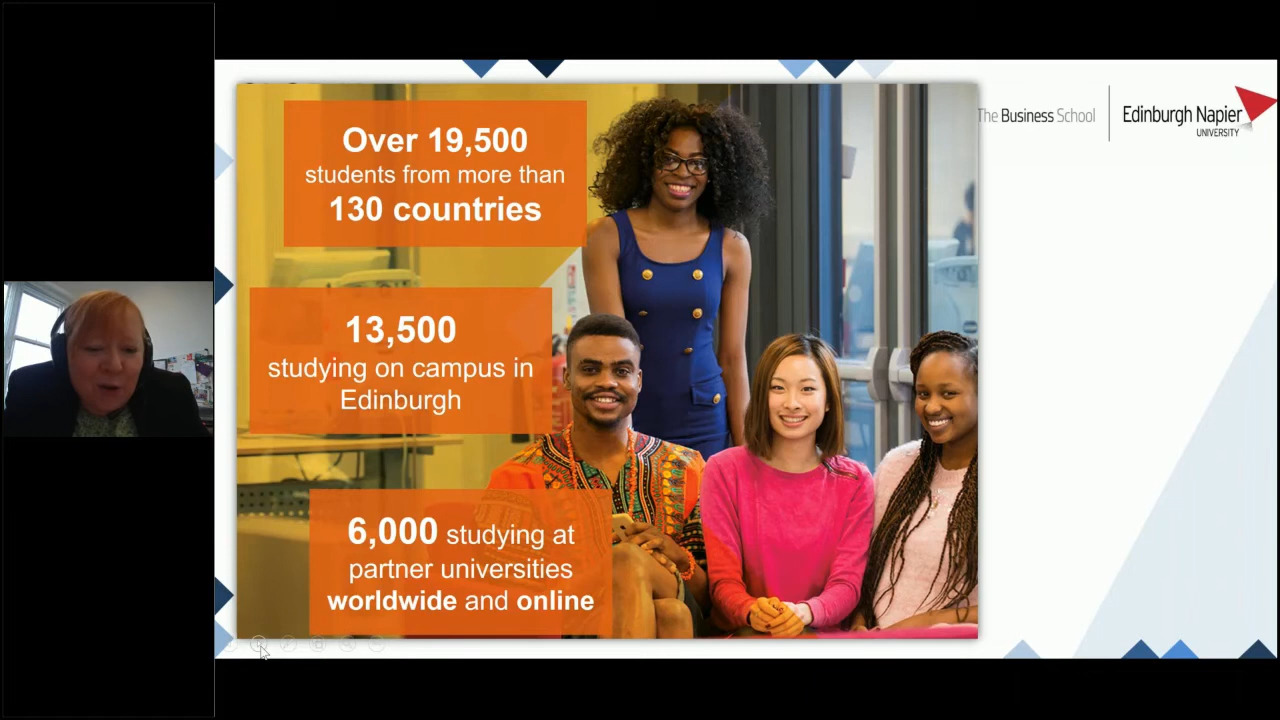 Over 19,500
students from more than
130 countries
13,500
studying on campus in
Edinburgh
6,000 studying at
partner universities
worldwide and online
The Business School
Edinburgh Napier
UNIVERSITY